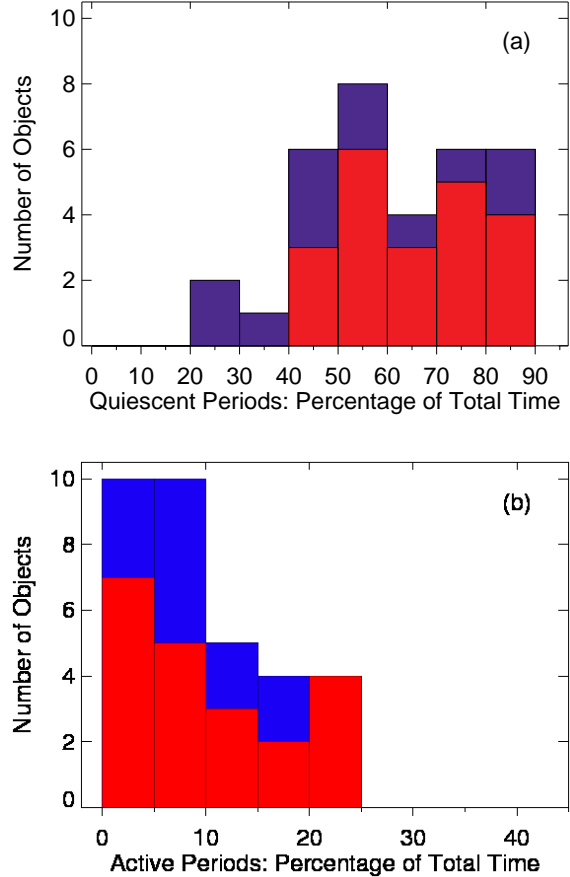 10
(a)
8
6
4
2
0
Number of Objects
0 10 20 30 40 50 60 70 80 90
Quiescent Periods: Percentage of Total Time
10
(b)
8
6
4
2
0
Number of Objects
0 10 20 30 40
Active Periods: Percentage of Total Time